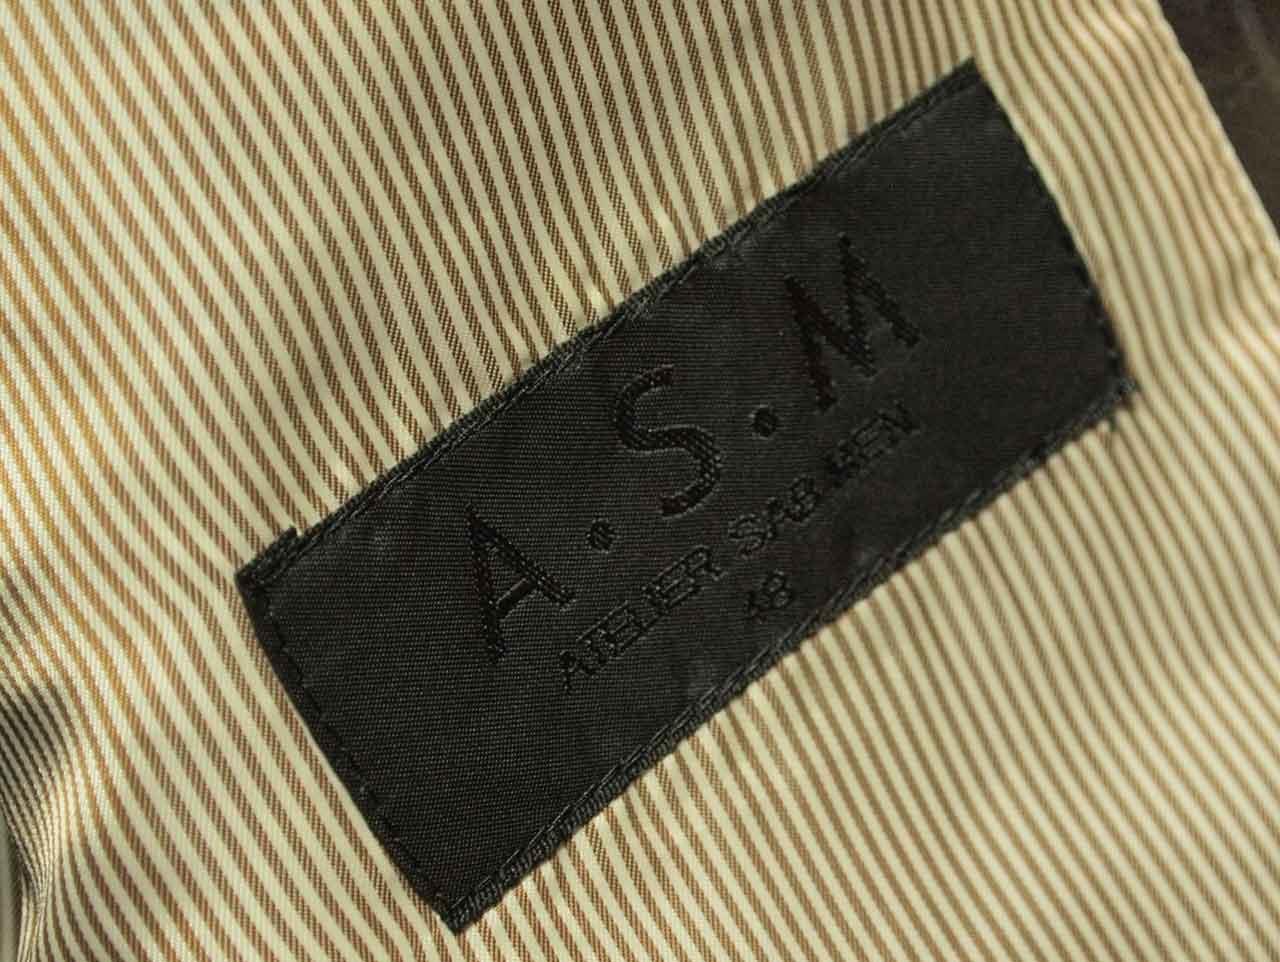 A.S.M
ATELIER SAB MEN
48